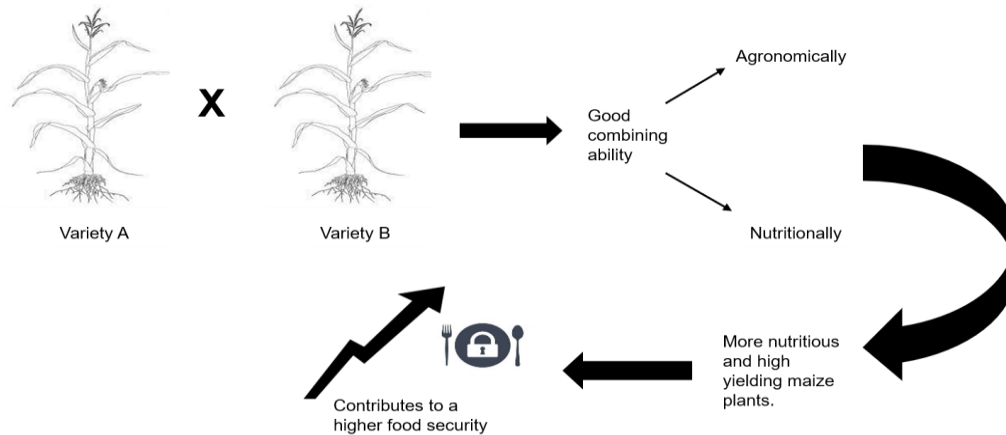 X
Variety A
Variety B
Good
combining
ability
Agronomically
Nutritionally
More nutritious
and high
yielding maize
plants.
Contributes to a
higher food security